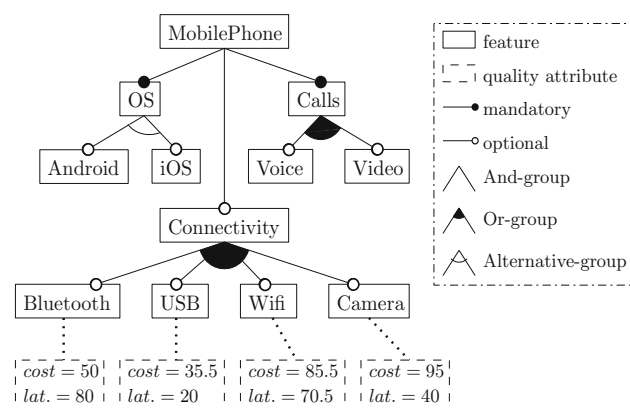 MobilePhone
OS
Calls
Android
iOS
Voice
Video
Connectivity
Bluetooth
USB
Wifi
Camera
cost = 50
lat. = 80
cost = 35.5
lat. = 20
cost = 85.5
lat. = 70.5
cost = 95
lat. = 40
feature
quality attribute
mandatory
optional
And-group
Or-group
Alternative-group